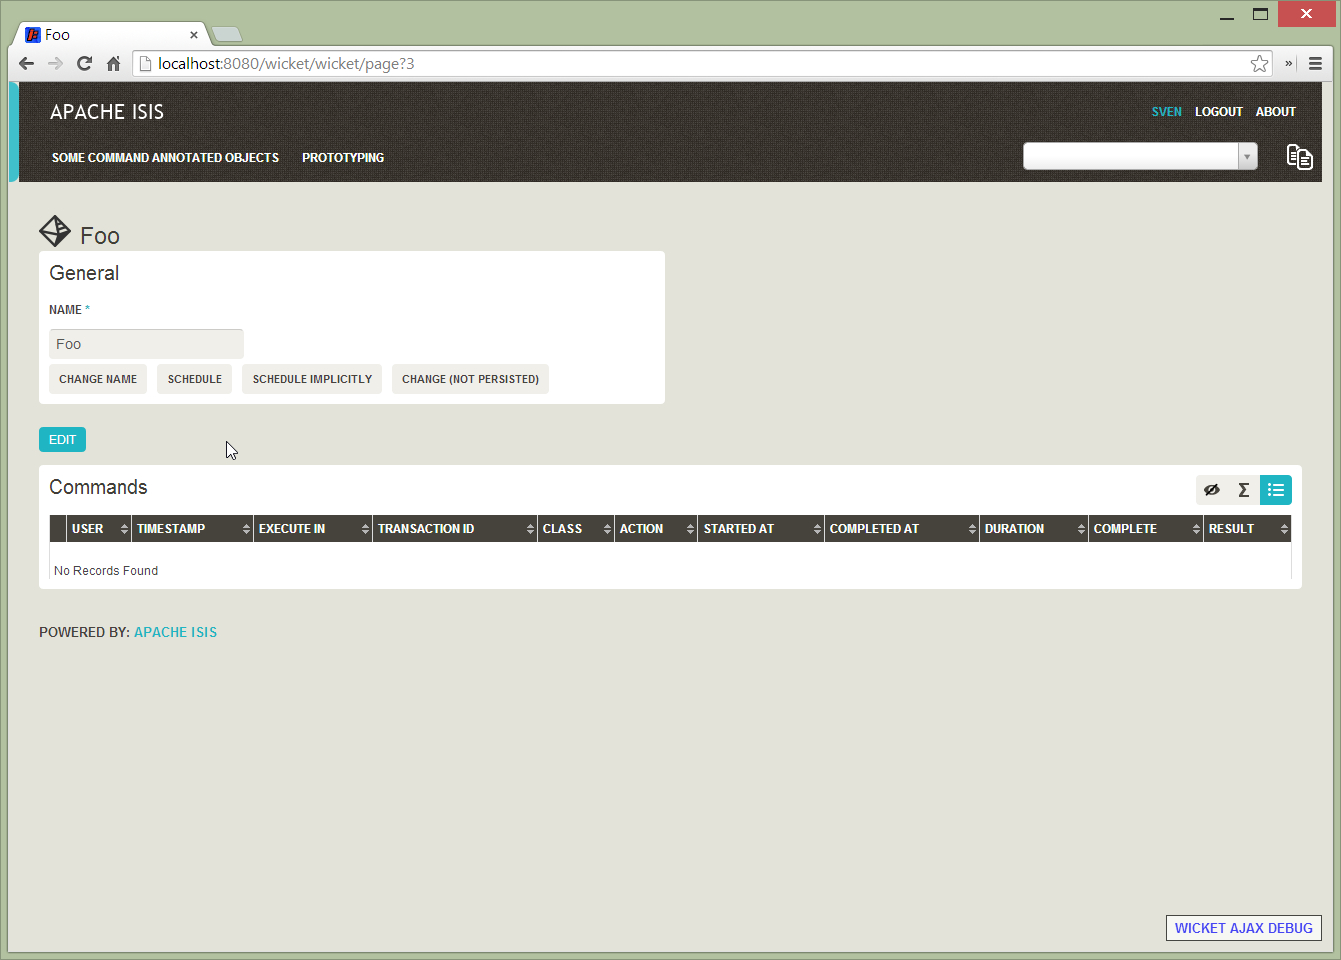 Foo
localhost:8080/wicket/wicket/page?3
APACHE ISIS
SVEN LOGOUT ABOUT
SOME COMMAND ANNOTATED OBJECTS PROTOTYPING
Foo
General
NAME *
Foo
CHANGE NAME SCHEDULE SCHEDULE IMPLICITLY CHANGE (NOT PERSISTED)
EDIT
Commands
USER TIMESTAMP EXECUTE IN TRANSACTION ID CLASS ACTION STARTED AT COMPLETED AT DURATION COMPLETE RESULT
No Records Found
POWERED BY: APACHE ISIS
WICKET AJAX DEBUG